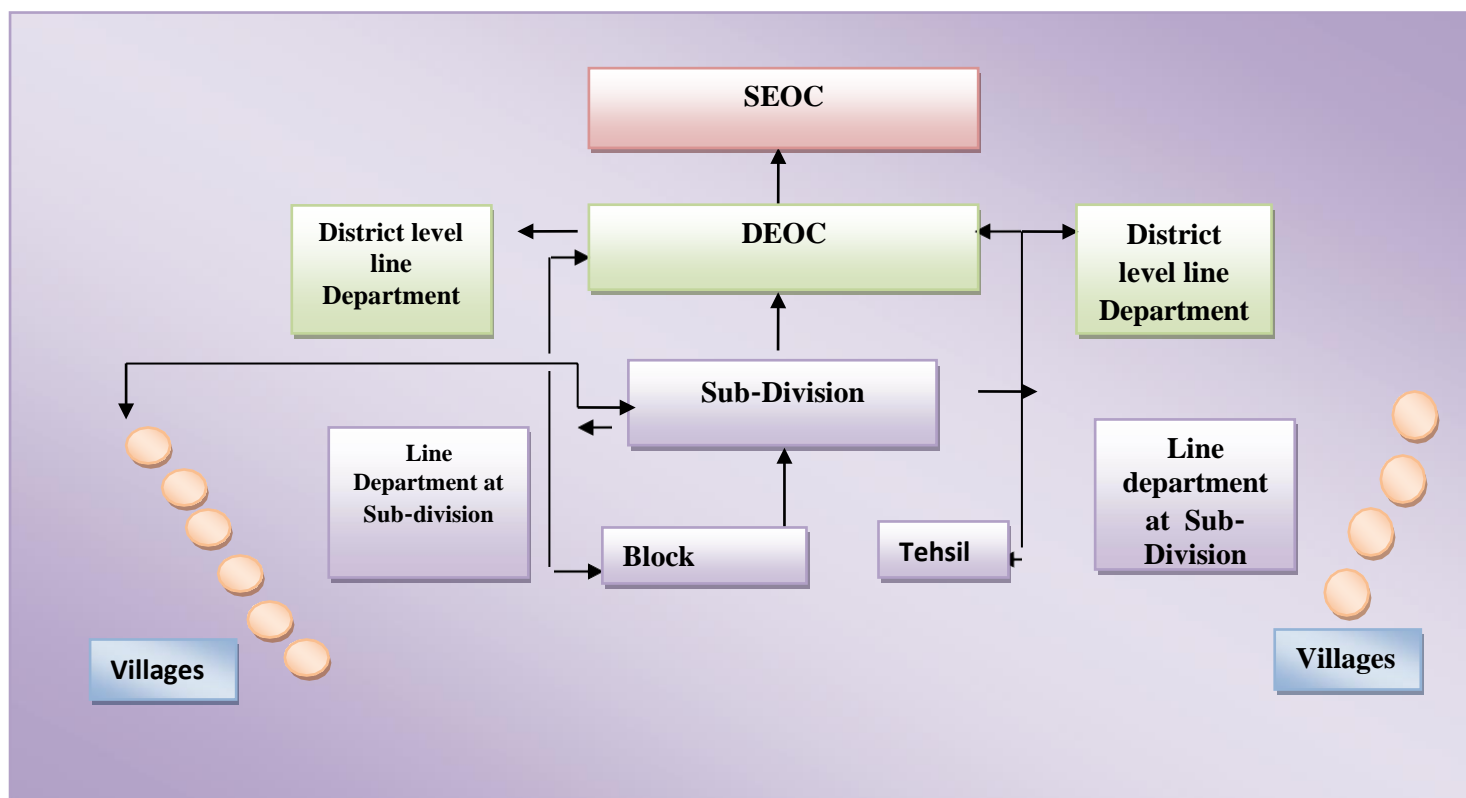 SEOC
District level
line
Department
DEOC
District
level line
Department
Sub-Division
Line
Department at
Sub-division
Line
department
at Sub-
Division
Block
Tehsil
Villages
Villages